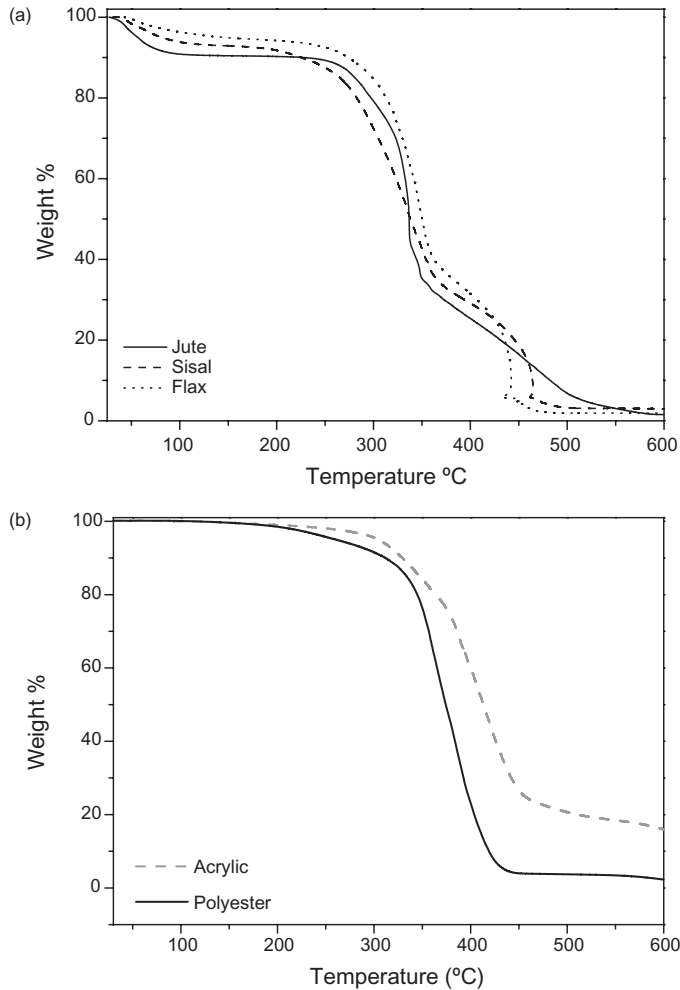 (a)
100
80
60
40
20
0
Weight %
Jute
Sisal
Flax
100 200 300 400 500 600
Temperature ºC
(b)
100
80
60
40
20
0
Weight %
Acrylic
Polyester
100 200 300 400 500 600
Temperature (ºC)